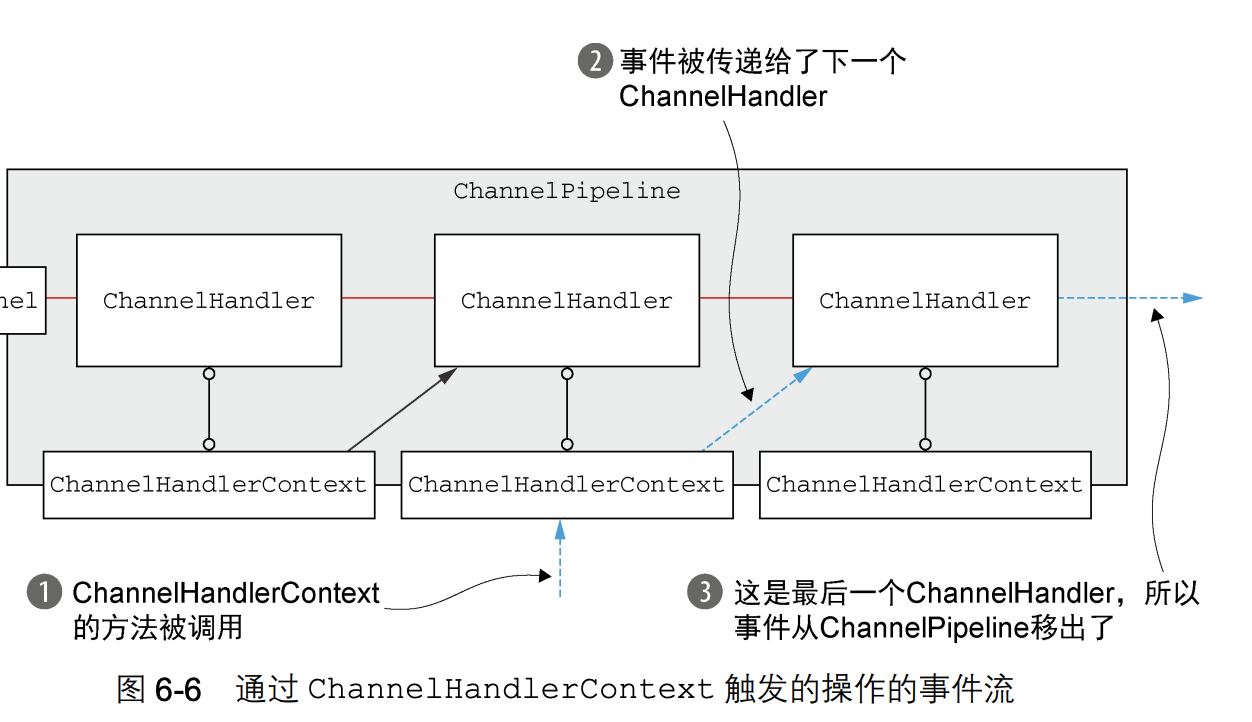 ❷ 事件被传递给了下一个
ChannelHandler
ChannelPipeline
nel
ChannelHandler
ChannelHandler
ChannelHandler
ChannelHandlerContext
ChannelHandlerContext
ChannelHandlerContext
❶ ChannelHandlerContext
的方法被调用
❸ 这是最后一个ChannelHandler，所以
事件从ChannelPipeline移出了
图 6-6 通过 ChannelHandlerContext 触发的操作的事件流